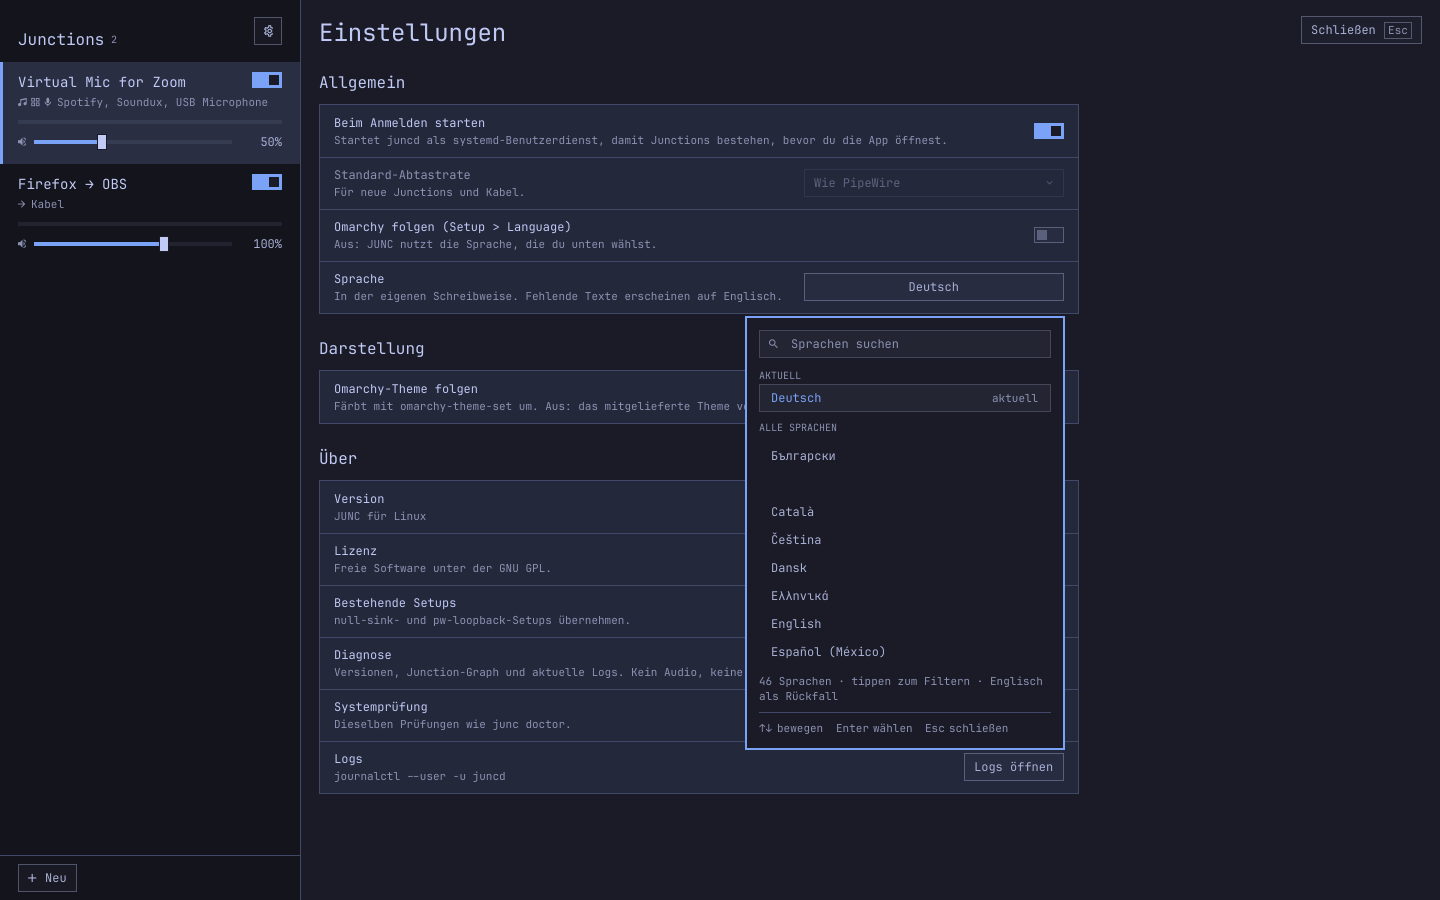 Junctions 2
Virtual Mic for Zoom
Spotify, Soundux, USB Microphone
50%
Firefox → OBS
→ Kabel
100%
+ Neu
Einstellungen
Schließen Esc
Allgemein
Beim Anmelden starten
Startet juncd als systemd-Benutzerdienst, damit Junctions bestehen, bevor du die App öffnest.
Standard-Abtastrate
Für neue Junctions und Kabel.
Wie PipeWire
Omarchy folgen (Setup > Language)
Aus: JUNC nutzt die Sprache, die du unten wählst.
Sprache
In der eigenen Schreibweise. Fehlende Texte erscheinen auf Englisch.
Deutsch
Sprachen suchen
AKTUELL
Deutsch aktuell
ALLE SPRACHEN
Български
Català
Čeština
Dansk
Ελληνικά
English
Español (México)
46 Sprachen · tippen zum Filtern · Englisch
als Rückfall
↑↓ bewegen Enter wählen Esc schließen
Darstellung
Omarchy-Theme folgen
Färbt mit omarchy-theme-set um. Aus: das mitgelieferte Theme
Über
Version
JUNC für Linux
Lizenz
Freie Software unter der GNU GPL.
Bestehende Setups
null-sink- und pw-loopback-Setups übernehmen.
Diagnose
Versionen, Junction-Graph und aktuelle Logs. Kein Audio, keine
Systemprüfung
Dieselben Prüfungen wie junc doctor.
Logs
journalctl --user -u juncd
Logs öffnen